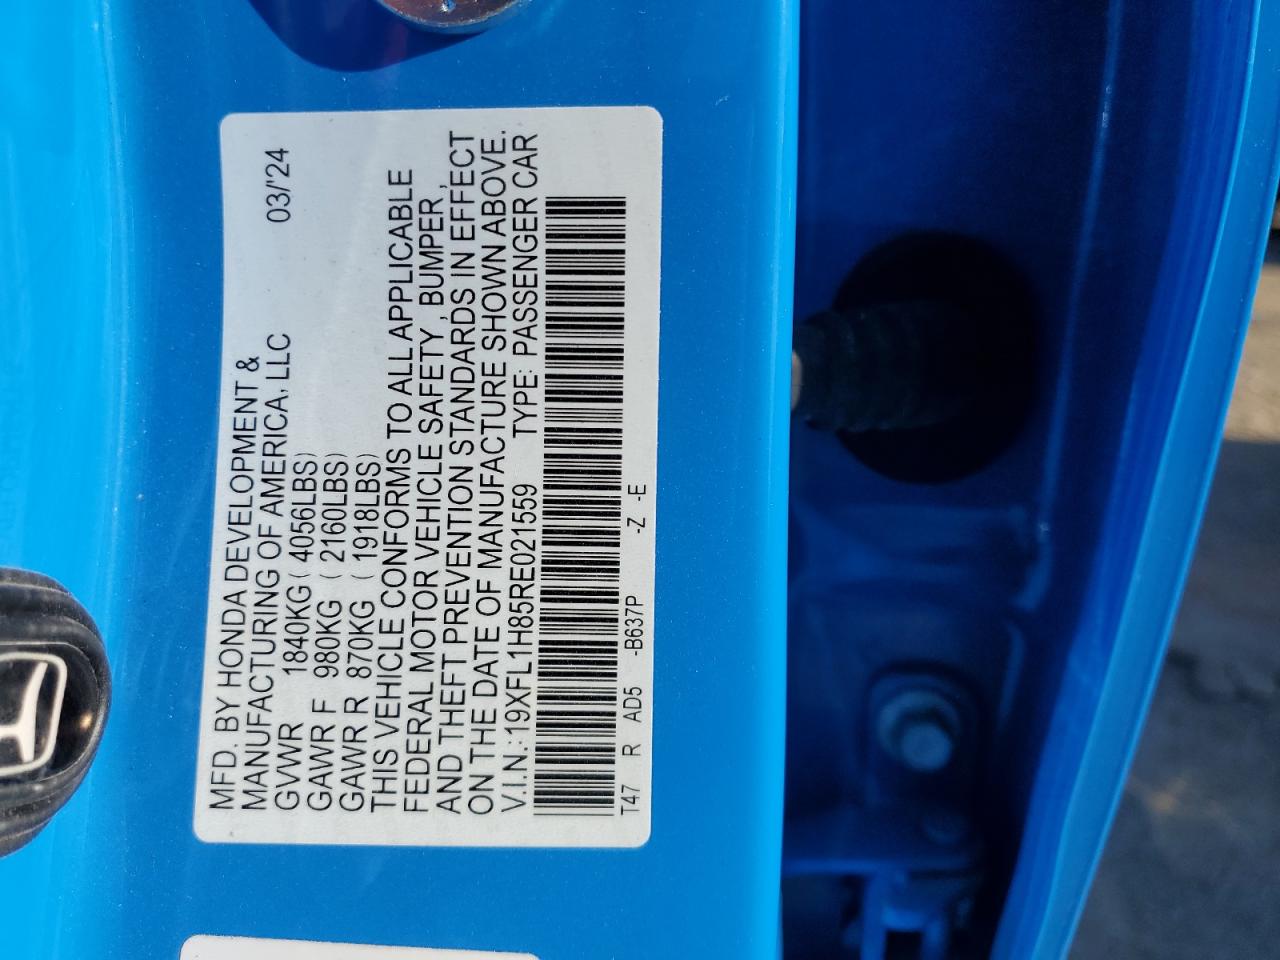 MFD. BY HONDA DEVELOPMENT &
MANUFACTURING OF AMERICA, LLC 03/'24
GVWR 1840KG ( 4056LBS)
GAWR F 980KG ( 2160LBS)
GAWR R 870KG ( 1918LBS)
THIS VEHICLE CONFORMS TO ALL APPLICABLE
FEDERAL MOTOR VEHICLE SAFETY , BUMPER ,
AND THEFT PREVENTION STANDARDS IN EFFECT
ON THE DATE OF MANUFACTURE SHOWN ABOVE.
V.I.N.:19XFL1H85RE021559 TYPE: PASSENGER CAR
T47 R AD5 -B637P -Z -E